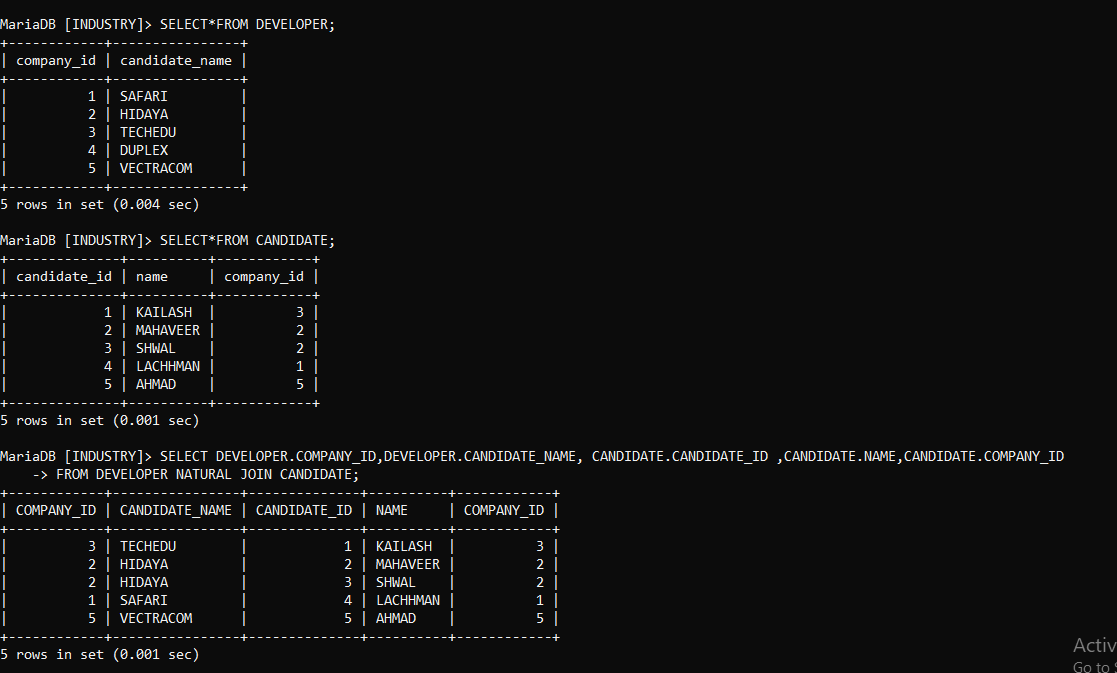 MariaDB [INDUSTRY]> SELECT*FROM DEVELOPER;
+------------+----------------+
| company_id | candidate_name |
+------------+----------------+
|          1 | SAFARI         |
|          2 | HIDAYA         |
|          3 | TECHEDU        |
|          4 | DUPLEX         |
|          5 | VECTRACOM      |
+------------+----------------+
5 rows in set (0.004 sec)

MariaDB [INDUSTRY]> SELECT*FROM CANDIDATE;
+--------------+----------+------------+
| candidate_id | name     | company_id |
+--------------+----------+------------+
|            1 | KAILASH  |          3 |
|            2 | MAHAVEER |          2 |
|            3 | SHWAL    |          2 |
|            4 | LACHHMAN |          1 |
|            5 | AHMAD    |          5 |
+--------------+----------+------------+
5 rows in set (0.001 sec)

MariaDB [INDUSTRY]> SELECT DEVELOPER.COMPANY_ID,DEVELOPER.CANDIDATE_NAME, CANDIDATE.CANDIDATE_ID ,CANDIDATE.NAME,CANDIDATE.COMPANY_ID
    -> FROM DEVELOPER NATURAL JOIN CANDIDATE;
+------------+----------------+--------------+----------+------------+
| COMPANY_ID | CANDIDATE_NAME | CANDIDATE_ID | NAME     | COMPANY_ID |
+------------+----------------+--------------+----------+------------+
|          3 | TECHEDU        |            1 | KAILASH  |          3 |
|          2 | HIDAYA         |            2 | MAHAVEER |          2 |
|          2 | HIDAYA         |            3 | SHWAL    |          2 |
|          1 | SAFARI         |            4 | LACHHMAN |          1 |
|          5 | VECTRACOM      |            5 | AHMAD    |          5 |
+------------+----------------+--------------+----------+------------+
5 rows in set (0.001 sec)
Activ
Go to S